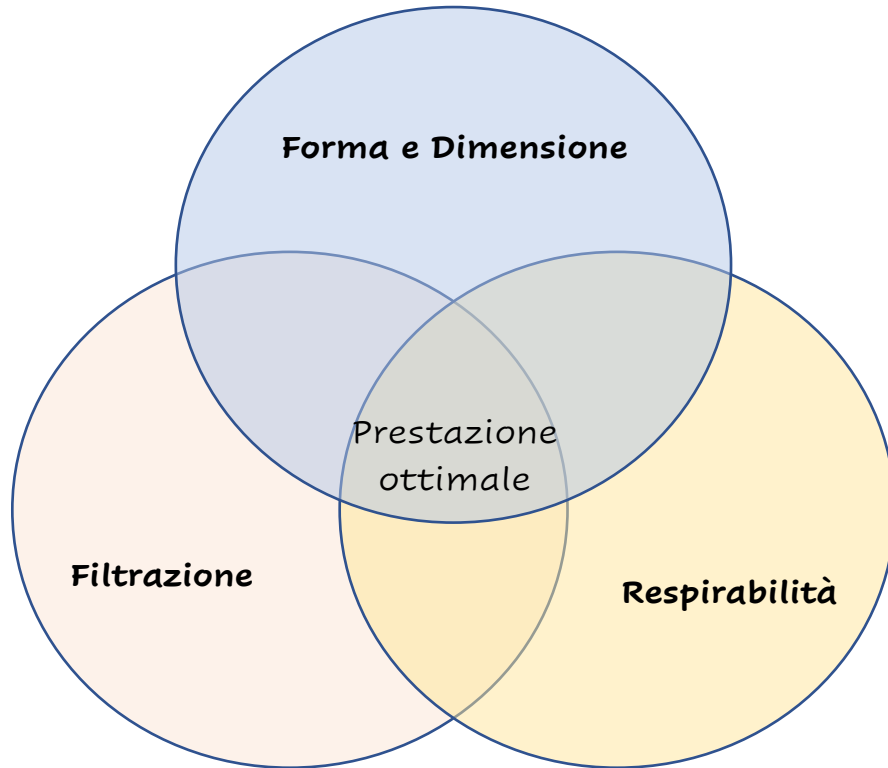 Forma e Dimensione
Prestazione
ottimale
Filtrazione
Respirabilità